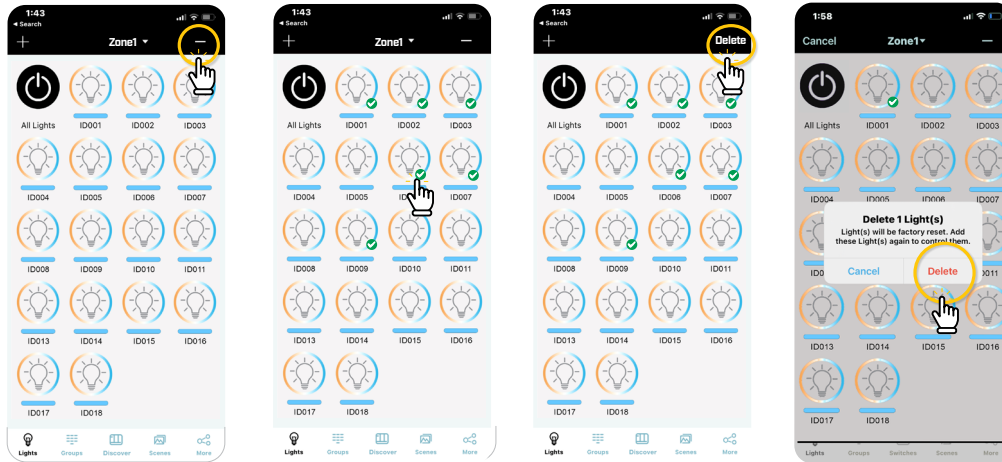 1:43
Search
Zone1
All Lights
ID001
ID002
ID003
ID004
ID005
ID006
ID007
ID008
ID009
ID010
ID011
ID013
ID014
ID015
ID016
ID017
ID018
Lights
Groups
Discover
Scenes
More
1:43
Search
Zone1
All Lights
ID001
ID002
ID003
ID004
ID005
ID007
ID008
ID009
ID010
ID011
ID013
ID014
ID015
ID016
ID017
ID018
Lights
Groups
Discover
Scenes
More
1:43
Search
Delete
All Lights
ID001
ID002
ID003
ID004
ID005
ID006
ID007
ID008
ID009
ID010
ID011
ID013
ID014
ID015
ID016
ID017
ID018
Lights
Groups
Discover
Scenes
More
1:58
Cancel
Zone1
All Lights
ID001
ID002
ID003
ID004
ID005
ID006
ID007
Delete 1 Light(s)
Light(s) will be factory reset. Add
these Light(s) again to control them.
Cancel
Delete
ID011
ID013
ID014
ID015
ID016
ID017
ID018
Lights
Groups
Switches
Scenes
More